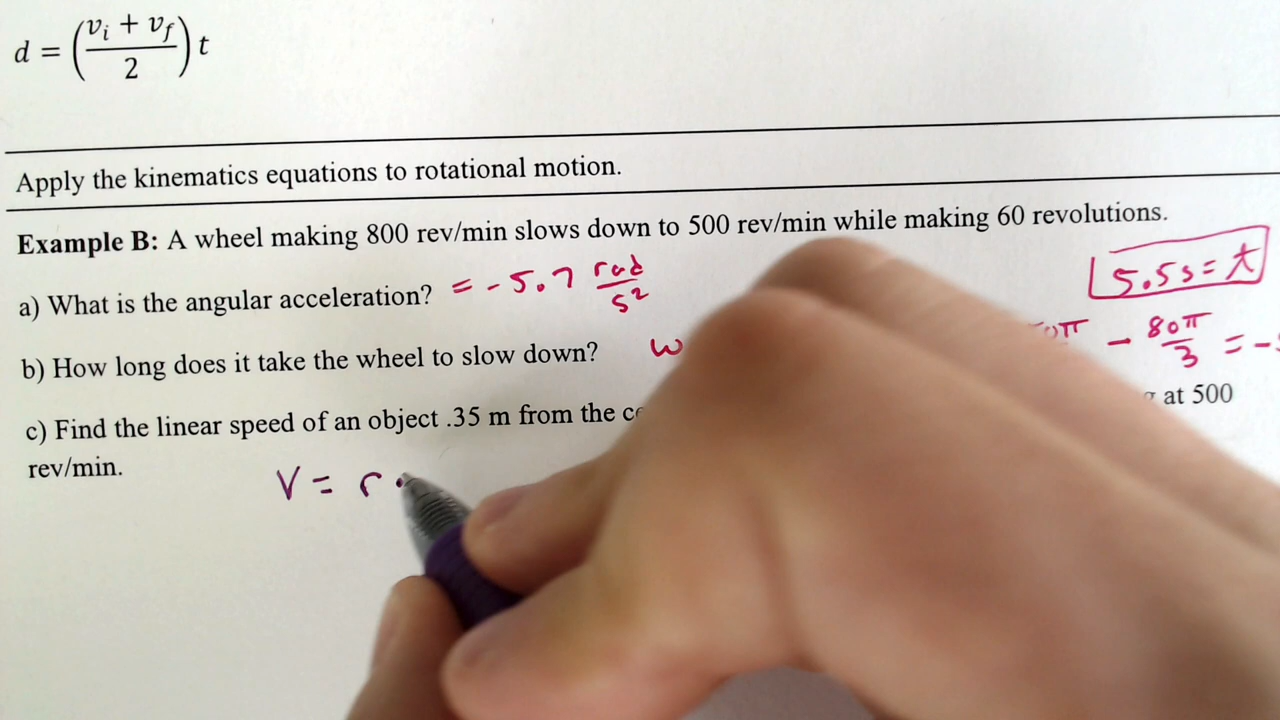 d = (v_i + v_f / 2) t
Apply the kinematics equations to rotational motion.
Example B: A wheel making 800 rev/min slows down to 500 rev/min while making 60 revolutions.
a) What is the angular acceleration? = -5.7 rad/s²
5.5s = t
b) How long does it take the wheel to slow down? ω
- 80π/3 = -
c) Find the linear speed of an object .35 m from the at 500
rev/min.
v = r